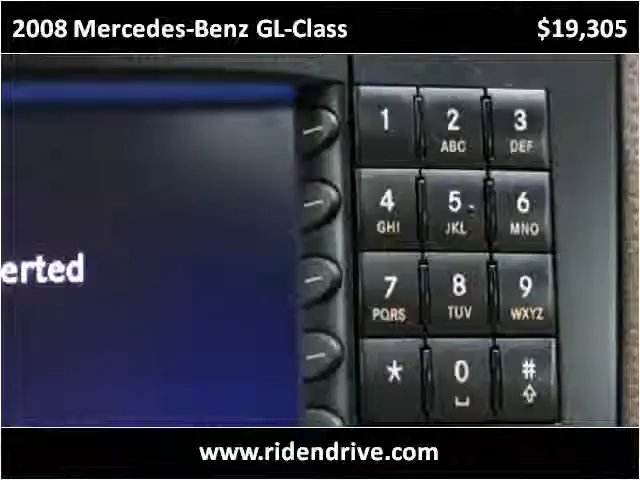 2008 Mercedes-Benz GL-Class $19,305
1 2 ABC 3 DEF
4 GHI 5 JKL 6 MNO
erted
7 PQRS 8 TUV 9 WXYZ
* 0 #
www.ridendrive.com